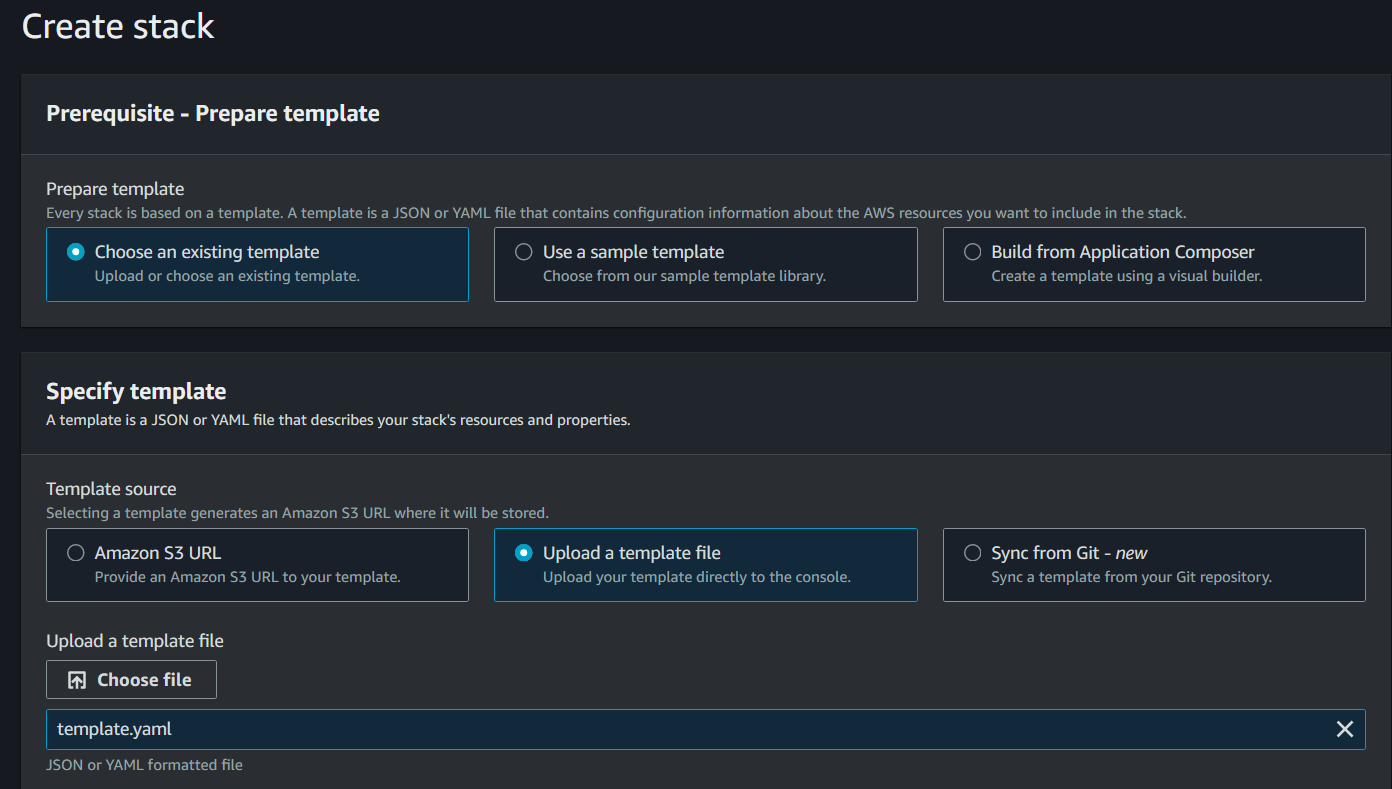 Create stack
Prerequisite - Prepare template
Prepare template
Every stack is based on a template. A template is a JSON or YAML file that contains configuration information about the AWS resources you want to include in the stack.
Choose an existing template
Upload or choose an existing template.
Use a sample template
Choose from our sample template library.
Build from Application Composer
Create a template using a visual builder.
Specify template
A template is a JSON or YAML file that describes your stack's resources and properties.
Template source
Selecting a template generates an Amazon S3 URL where it will be stored.
Amazon S3 URL
Provide an Amazon S3 URL to your template.
Upload a template file
Upload your template directly to the console.
Sync from Git - new
Sync a template from your Git repository.
Upload a template file
Choose file
template.yaml
JSON or YAML formatted file